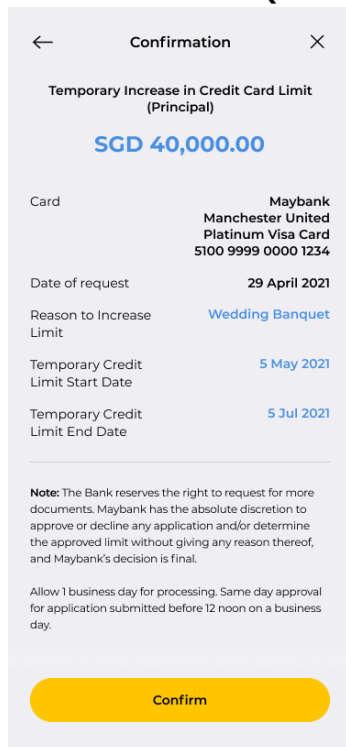 Confirmation
Temporary Increase in Credit Card Limit
(Principal)
SGD 40,000.00
Card
Maybank
Manchester United
Platinum Visa Card
5100 9999 0000 1234
Date of request
29 April 2021
Reason to Increase
Limit
Wedding Banquet
Temporary Credit
Limit Start Date
5 May 2021
Temporary Credit
Limit End Date
5 Jul 2021
Note: The Bank reserves the right to request for more
documents. Maybank has the absolute discretion to
approve or decline any application and/or determine
the approved limit without giving any reason thereof,
and Maybank's decision is final.
Allow 1 business day for processing. Same day approval
for application submitted before 12 noon on a business
day.
Confirm